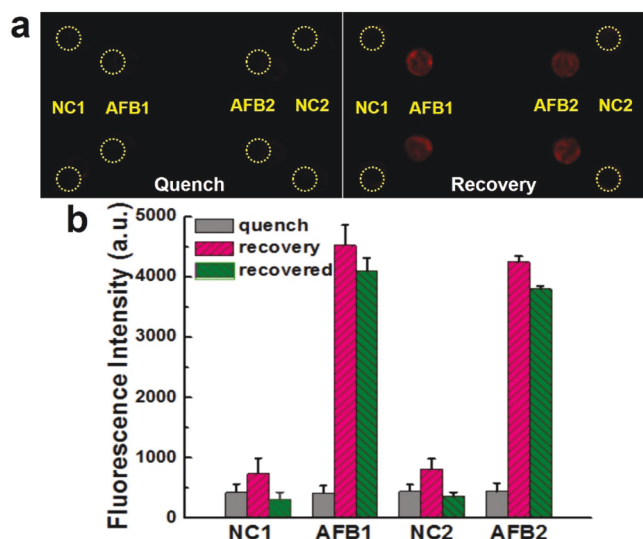 a
NC1 AFB1 AFB2 NC2
Quench
NC1 AFB1 AFB2 NC2
Recovery
b
Fluorescence Intensity (a.u.)
5000
4000
3000
2000
1000
0
quench
recovery
recovered
NC1 AFB1 NC2 AFB2